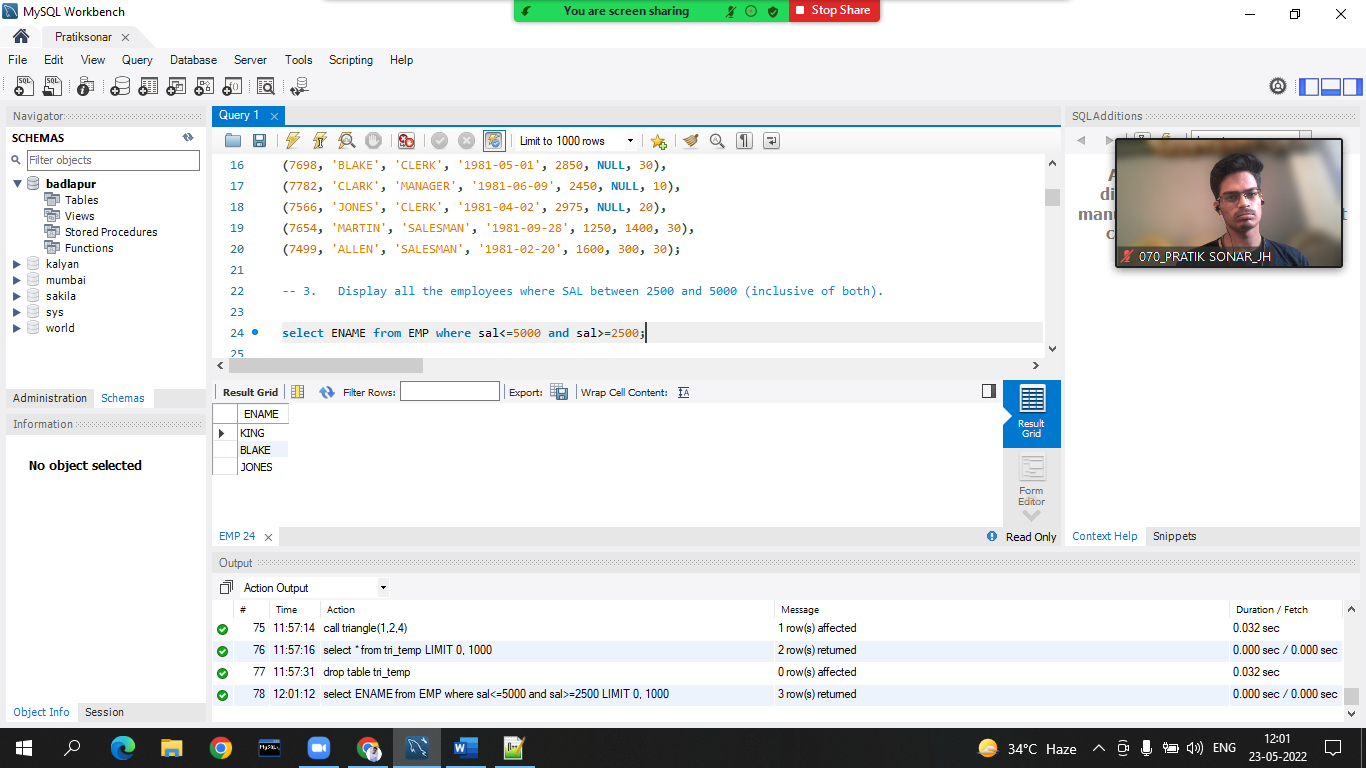 MySQL Workbench
You are screen sharing
Stop Share
Pratiksonar
File Edit View Query Database Server Tools Scripting Help
Navigator
SCHEMAS
Filter objects
badlapur
Tables
Views
Stored Procedures
Functions
kalyan
mumbai
sakila
sys
world
Administration Schemas
Information
No object selected
Object Info Session
Query 1
Limit to 1000 rows
16 (7698, 'BLAKE', 'CLERK', '1981-05-01', 2850, NULL, 30),
17 (7782, 'CLARK', 'MANAGER', '1981-06-09', 2450, NULL, 10),
18 (7566, 'JONES', 'CLERK', '1981-04-02', 2975, NULL, 20),
19 (7654, 'MARTIN', 'SALESMAN', '1981-09-28', 1250, 1400, 30),
20 (7499, 'ALLEN', 'SALESMAN', '1981-02-20', 1600, 300, 30);
21
22 -- 3. Display all the employees where SAL between 2500 and 5000 (inclusive of both).
23
24 select ENAME from EMP where sal<=5000 and sal>=2500;
25
Result Grid Filter Rows: Export: Wrap Cell Content:
ENAME
KING
BLAKE
JONES
Result Grid
Form Editor
EMP 24
Read Only
SQLAdditions
070_PRATIK SONAR_JH
Context Help Snippets
Output
Action Output
# Time Action Message Duration / Fetch
75 11:57:14 call triangle(1,2,4) 1 row(s) affected 0.032 sec
76 11:57:16 select * from tri_temp LIMIT 0, 1000 2 row(s) returned 0.000 sec / 0.000 sec
77 11:57:31 drop table tri_temp 0 row(s) affected 0.032 sec
78 12:01:12 select ENAME from EMP where sal<=5000 and sal>=2500 LIMIT 0, 1000 3 row(s) returned 0.000 sec / 0.000 sec
34°C Haze
ENG
12:01
23-05-2022